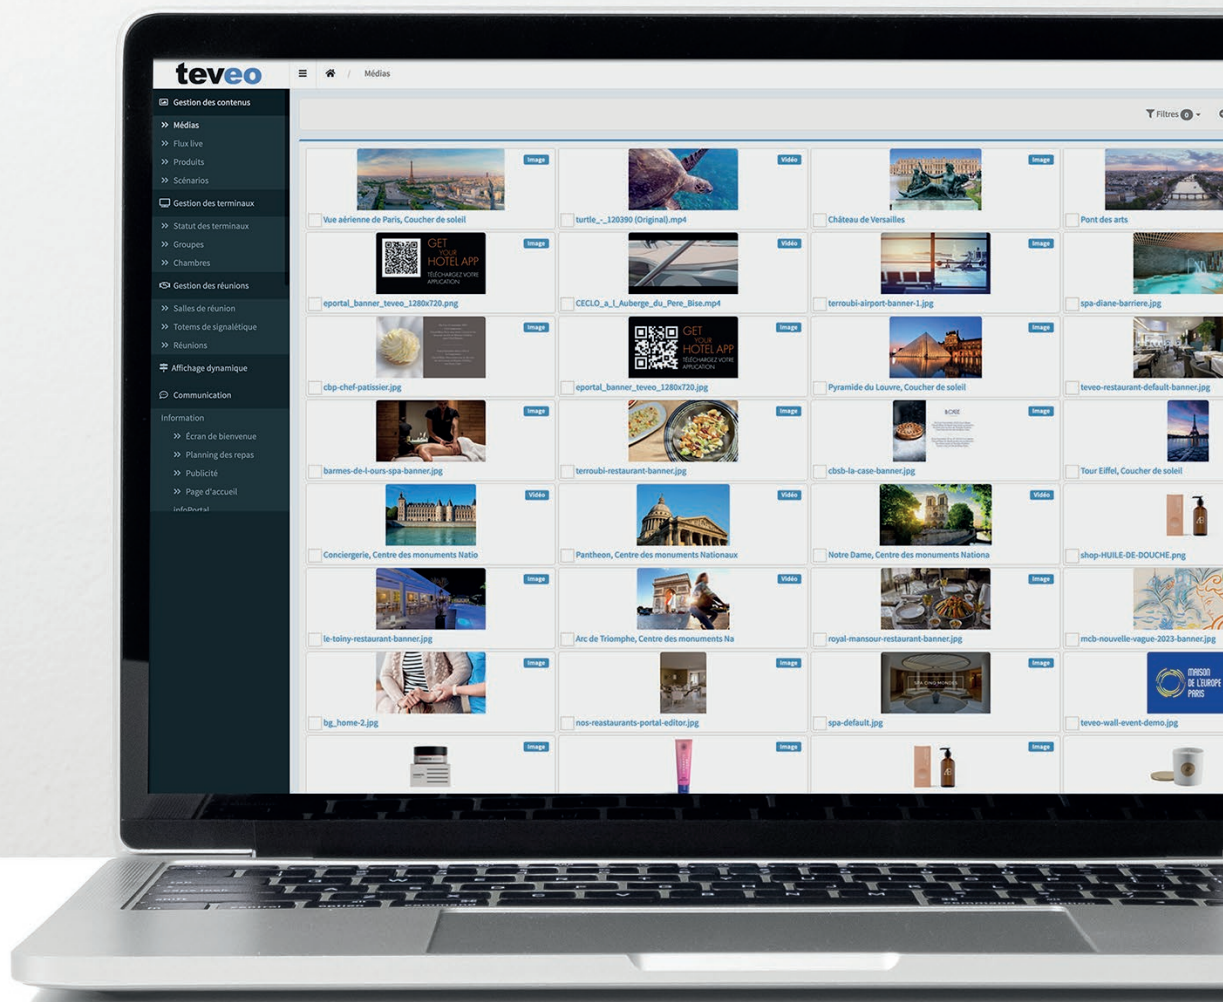 teveo
Médias
Gestion des contenus
Médias
Flux live
Produits
Scénarios
Gestion des terminaux
Statut des terminaux
Groupes
Chambres
Gestion des réunions
Salles de réunion
Totems de signalétique
Réunions
Affichage dynamique
Communication
Information
Écran de bienvenue
Planning des repas
Publicité
Page d'accueil
infoPortal
Filtres 0
Image
Vidéo
Image
Vue aérienne de Paris, Coucher de soleil
turtle_-_120390 (Original).mp4
Château de Versailles
Pont des arts
Image
Vidéo
Image
GET
YOUR
HOTEL APP
TÉLÉCHARGEZ VOTRE
APPLICATION
eportal_banner_teveo_1280x720.png
CECLO_a_l_Auberge_du_Pere_Bise.mp4
terroubi-airport-banner-1.jpg
spa-diane-barriere.jpg
Image
Image
Image
GET
YOUR
HOTEL APP
TÉLÉCHARGEZ VOTRE
APPLICATION
cbp-chef-patissier.jpg
eportal_banner_teveo_1280x720.jpg
Pyramide du Louvre, Coucher de soleil
teveo-restaurant-default-banner.jpg
Image
Image
Image
barmes-de-l-ours-spa-banner.jpg
terroubi-restaurant-banner.jpg
cbsb-la-case-banner.jpg
Tour Eiffel, Coucher de soleil
Vidéo
Vidéo
Vidéo
Conciergerie, Centre des monuments Natio
Pantheon, Centre des monuments Nationaux
Notre Dame, Centre des monuments Nationa
shop-HUILE-DE-DOUCHE.png
Image
Vidéo
Image
le-toiny-restaurant-banner.jpg
Arc de Triomphe, Centre des monuments Na
royal-mansour-restaurant-banner.jpg
mcb-nouvelle-vague-2023-banner.jpg
Image
Image
Image
SPA CINQ MONDES
MAISON
DE L'EUROPE
PARIS
bg_home-2.jpg
nos-reastaurants-portal-editor.jpg
spa-default.jpg
teveo-wall-event-demo.jpg
Image
Image
Image
control
option
command
command
option